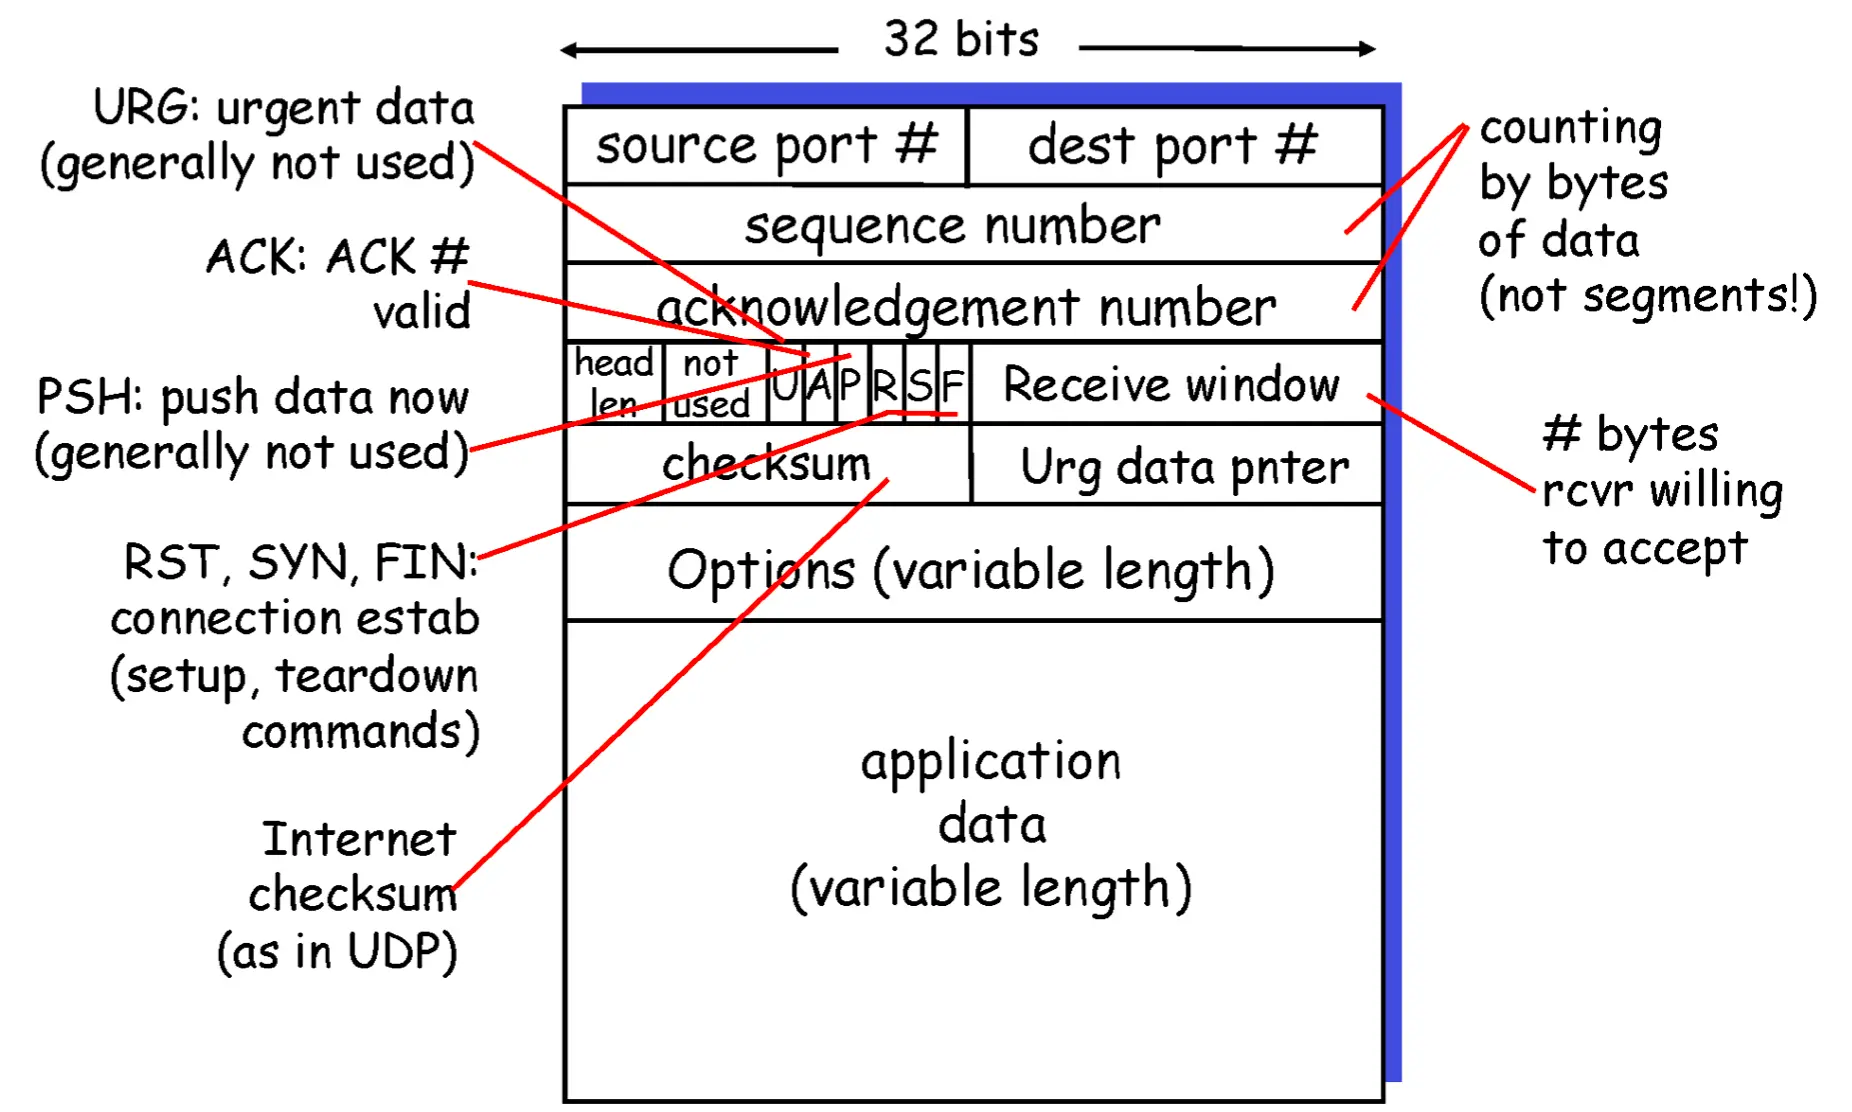 32 bits
URG: urgent data
(generally not used)
ACK: ACK #
valid
PSH: push data now
(generally not used)
RST, SYN, FIN:
connection estab
(setup, teardown
commands)
Internet
checksum
(as in UDP)
source port #
dest port #
sequence number
acknowledgement number
head
len
not
used
U
A
P
R
S
F
Receive window
checksum
Urg data pnter
Options (variable length)
application
data
(variable length)
counting
by bytes
of data
(not segments!)
# bytes
rcvr willing
to accept